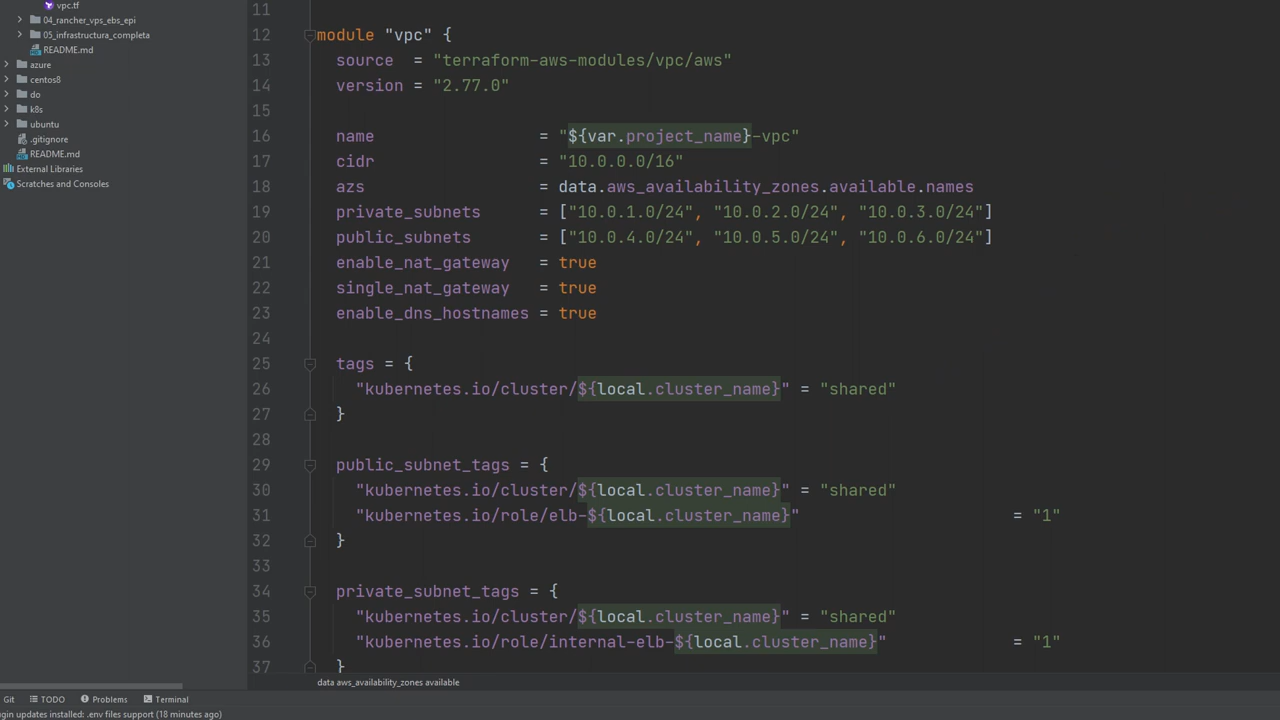 vpc.tf
04_rancher_vps_ebs_epi
05_infrastructura_completa
README.md
azure
centos8
do
k8s
ubuntu
.gitignore
README.md
External Libraries
Scratches and Consoles
11
12 module "vpc" {
13 source = "terraform-aws-modules/vpc/aws"
14 version = "2.77.0"
15
16 name = "${var.project_name}-vpc"
17 cidr = "10.0.0.0/16"
18 azs = data.aws_availability_zones.available.names
19 private_subnets = ["10.0.1.0/24", "10.0.2.0/24", "10.0.3.0/24"]
20 public_subnets = ["10.0.4.0/24", "10.0.5.0/24", "10.0.6.0/24"]
21 enable_nat_gateway = true
22 single_nat_gateway = true
23 enable_dns_hostnames = true
24
25 tags = {
26 "kubernetes.io/cluster/${local.cluster_name}" = "shared"
27 }
28
29 public_subnet_tags = {
30 "kubernetes.io/cluster/${local.cluster_name}" = "shared"
31 "kubernetes.io/role/elb-${local.cluster_name}" = "1"
32 }
33
34 private_subnet_tags = {
35 "kubernetes.io/cluster/${local.cluster_name}" = "shared"
36 "kubernetes.io/role/internal-elb-${local.cluster_name}" = "1"
37 }
data aws_availability_zones available
Git TODO Problems Terminal
gin updates installed: .env files support (18 minutes ago)